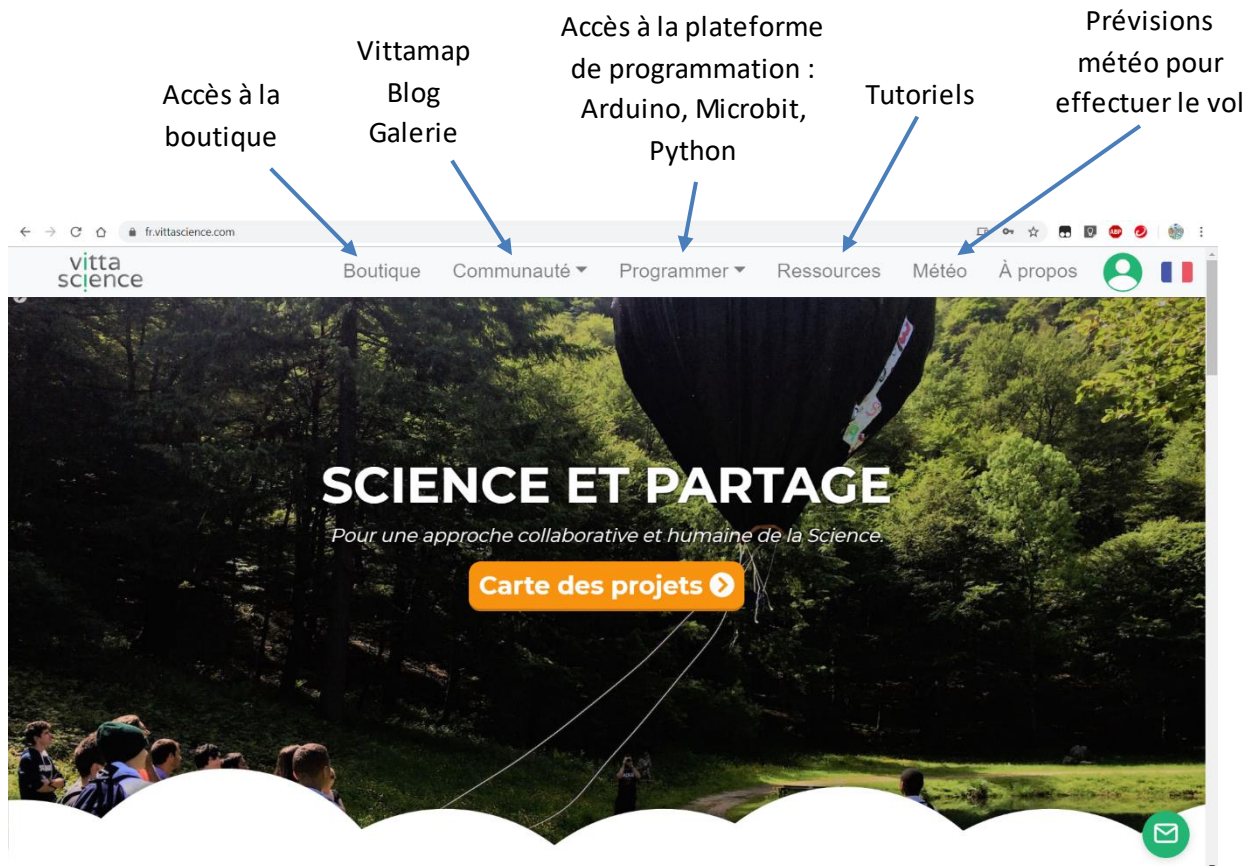 Accès à la
boutique
Vittamap
Blog
Galerie
Accès à la plateforme
de programmation :
Arduino, Microbit,
Python
Tutoriels
Prévisions
météo pour
effectuer le vol
fr.vittascience.com
ABP
vitta
science
Boutique
Communauté
Programmer
Ressources
Météo
À propos
SCIENCE ET PARTAGE
Pour une approche collaborative et humaine de la Science.
Carte des projets